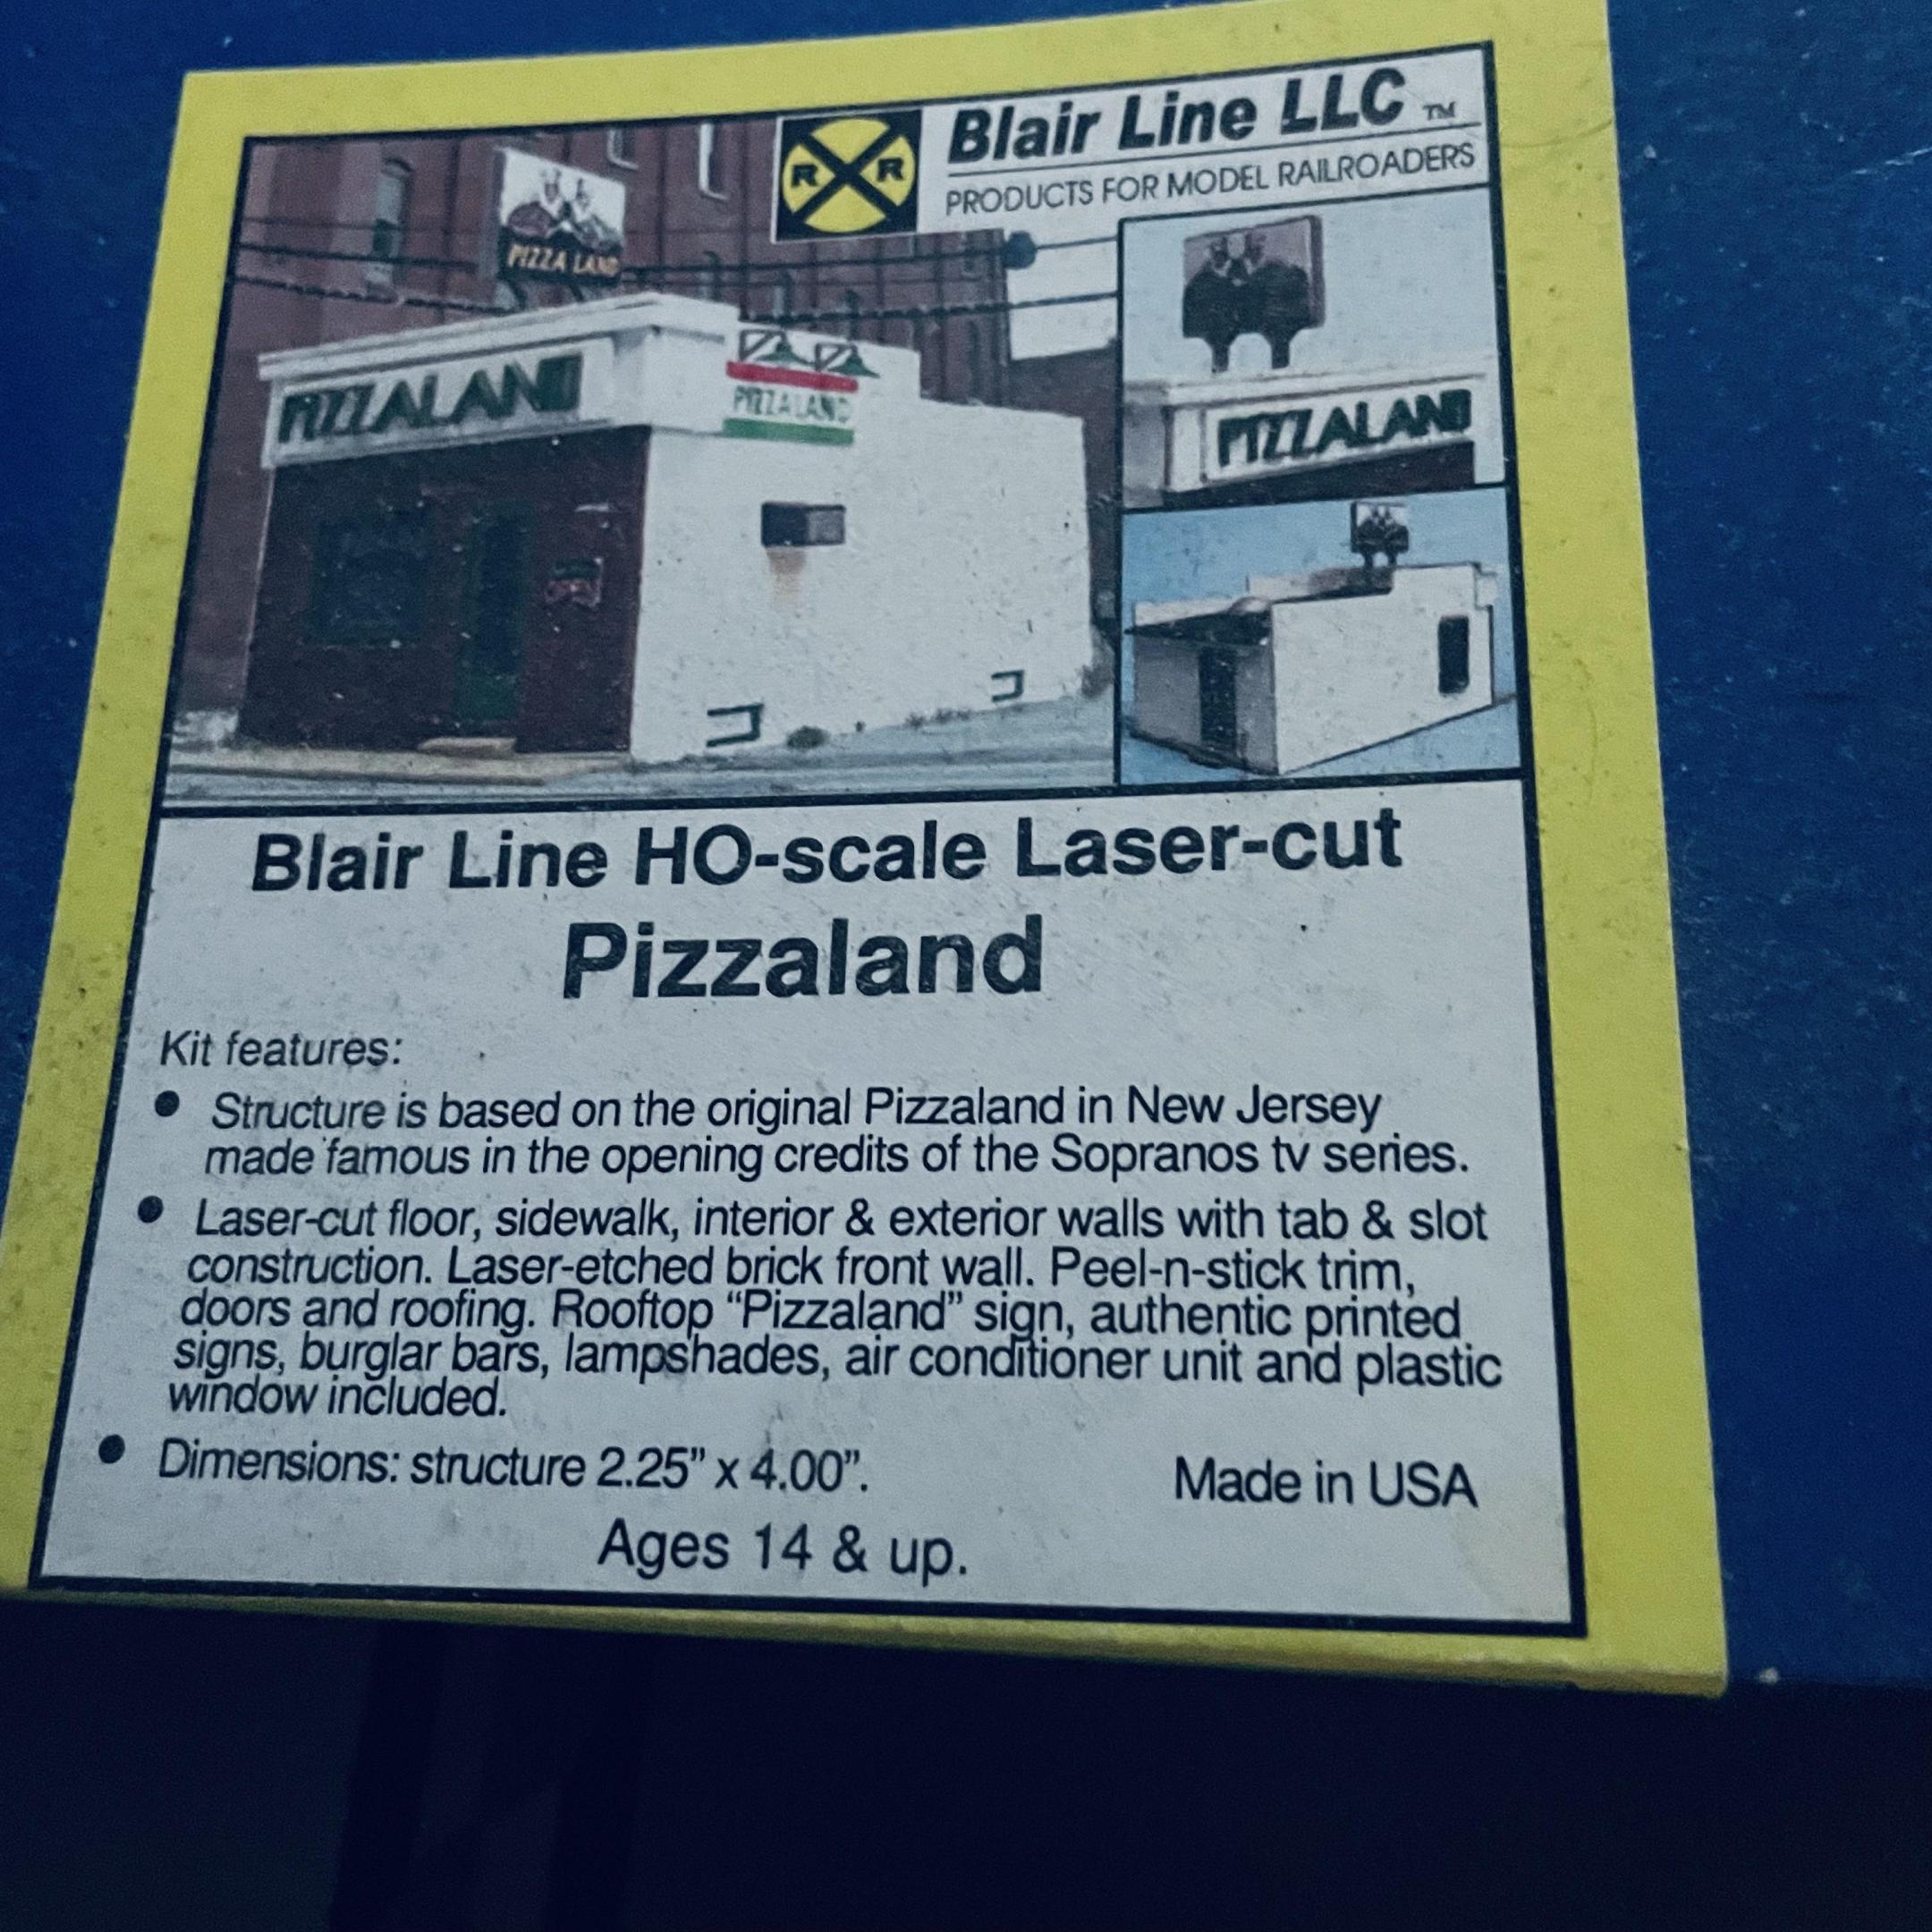 R R
Blair Line LLC ™
PRODUCTS FOR MODEL RAILROADERS
PIZZA LAND
PIZZALAND
PIZZALAND
PIZZALAND
Blair Line HO-scale Laser-cut
Pizzaland
Kit features:
• Structure is based on the original Pizzaland in New Jersey
made famous in the opening credits of the Sopranos tv series.
• Laser-cut floor, sidewalk, interior & exterior walls with tab & slot
construction. Laser-etched brick front wall. Peel-n-stick trim,
doors and roofing. Rooftop “Pizzaland” sign, authentic printed
signs, burglar bars, lampshades, air conditioner unit and plastic
window included.
• Dimensions: structure 2.25” x 4.00”.
Made in USA
Ages 14 & up.